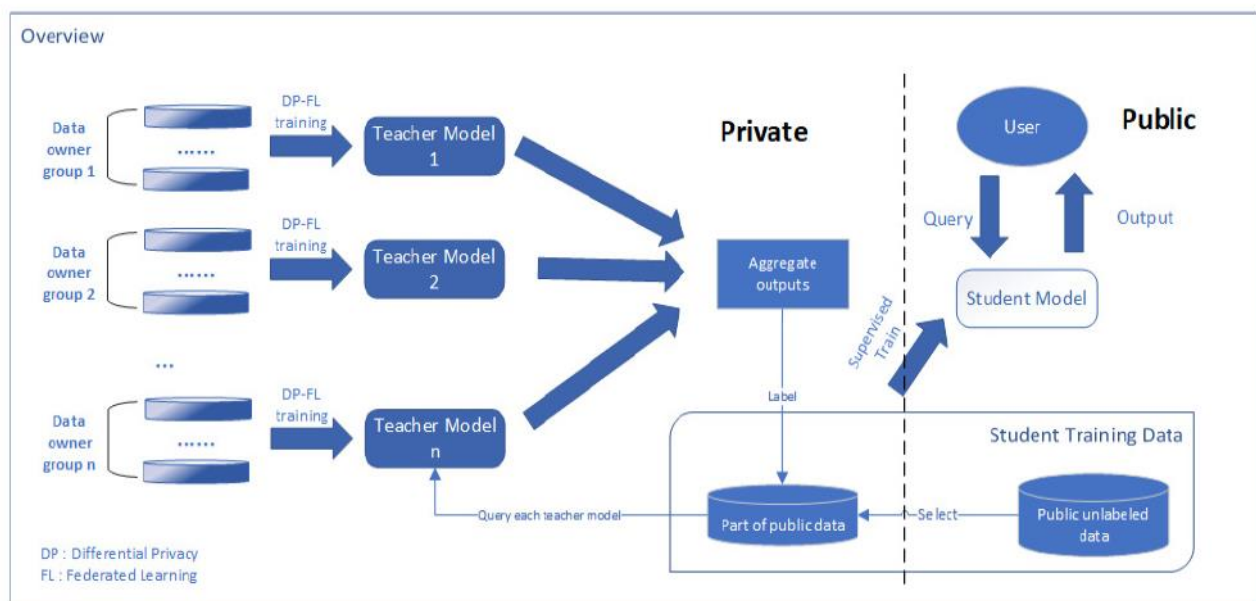 Overview
Data
owner
group 1
......
DP-FL
training
Teacher Model
1
Data
owner
group 2
......
DP-FL
training
Teacher Model
2
...
Data
owner
group n
......
DP-FL
training
Teacher Model
n
Private
Public
User
Query
Output
Aggregate
outputs
Student Model
Supervised
Train
Label
Student Training Data
Part of public data
Select
Public unlabeled
data
Query each teacher model
DP : Differential Privacy
FL : Federated Learning